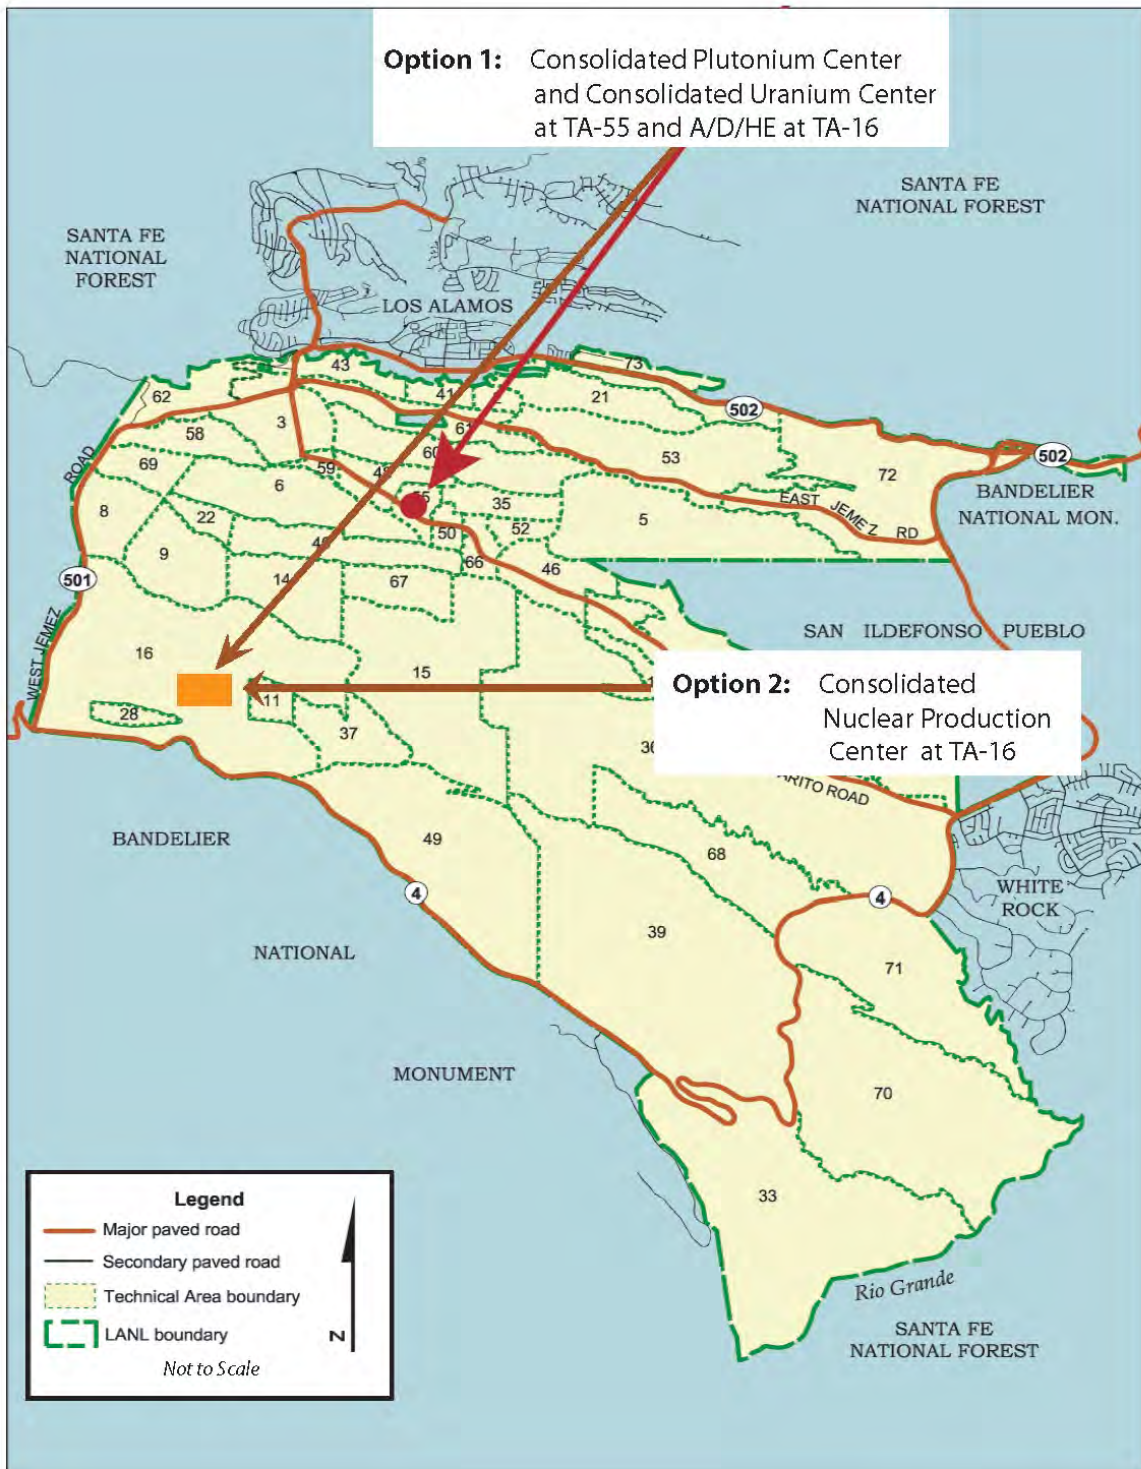 Option 1: Consolidated Plutonium Center
and Consolidated Uranium Center
at TA-55 and A/D/HE at TA-16
SANTA FE
NATIONAL FOREST
SANTA FE
NATIONAL
FOREST
LOS ALAMOS
43
73
62
41
21
502
3
61
58
60
53
502
69
59
48
72
ROAD
6
55
35
EAST JEMEZ RD
BANDELIER
NATIONAL MON.
8
22
50
52
5
9
66
46
501
14
67
SAN ILDEFONSO PUEBLO
WEST JEMEZ
16
15
11
28
37
36
Option 2: Consolidated
Nuclear Production
Center at TA-16
ARITO ROAD
BANDELIER
49
68
4
4
WHITE
ROCK
39
NATIONAL
71
MONUMENT
70
33
Legend
Major paved road
Secondary paved road
Technical Area boundary
LANL boundary
N
Not to Scale
Rio Grande
SANTA FE
NATIONAL FOREST